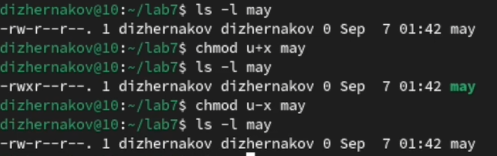 dizhernakov@10:~/lab7$ ls -l may
-rw-r--r--. 1 dizhernakov dizhernakov 0 Sep  7 01:42 may
dizhernakov@10:~/lab7$ chmod u+x may
dizhernakov@10:~/lab7$ ls -l may
-rwxr--r--. 1 dizhernakov dizhernakov 0 Sep  7 01:42 may
dizhernakov@10:~/lab7$ chmod u-x may
dizhernakov@10:~/lab7$ ls -l may
-rw-r--r--. 1 dizhernakov dizhernakov 0 Sep  7 01:42 may